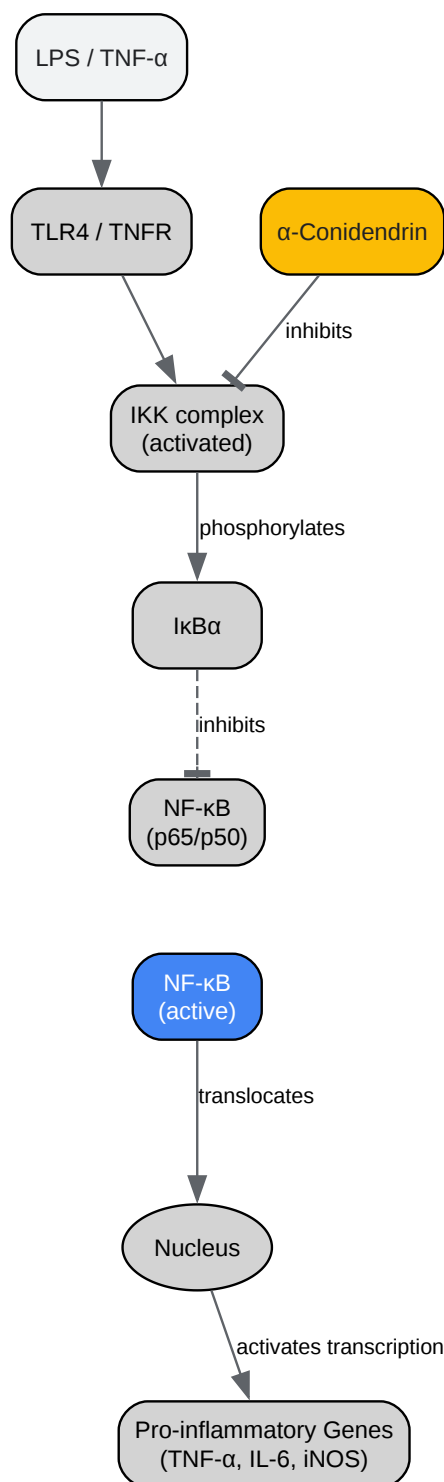 LPS / TNF-α
TLR4 / TNFR
α-Conidendrin
inhibits
IKK complex
(activated)
phosphorylates
IκBα
inhibits
NF-κB
(p65/p50)
NF-κB
(active)
translocates
Nucleus
activates transcription
Pro-inflammatory Genes
(TNF-α, IL-6, iNOS)